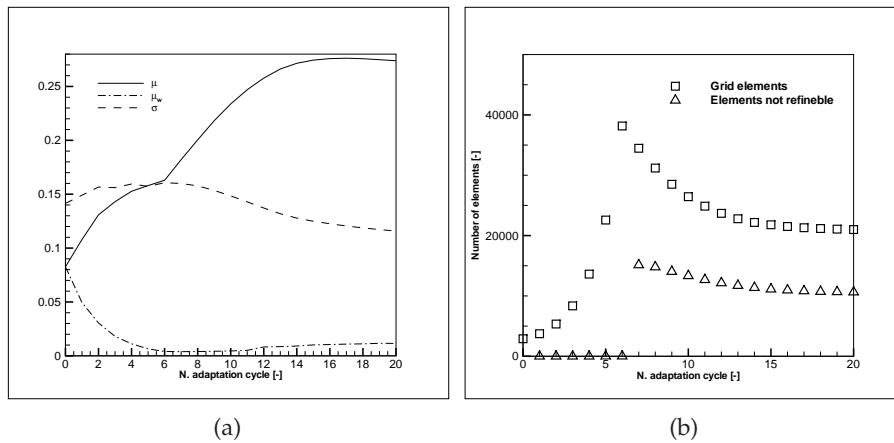 μ
μw
σ
0.25
0.2
0.15
0.1
0.05
0
0 2 4 6 8 10 12 14 16 18 20
N. adaptation cycle [-]
(a)
Grid elements
Elements not refineble
Number of elements [-]
40000
20000
0
0 5 10 15 20
N. adaptation cycle [-]
(b)